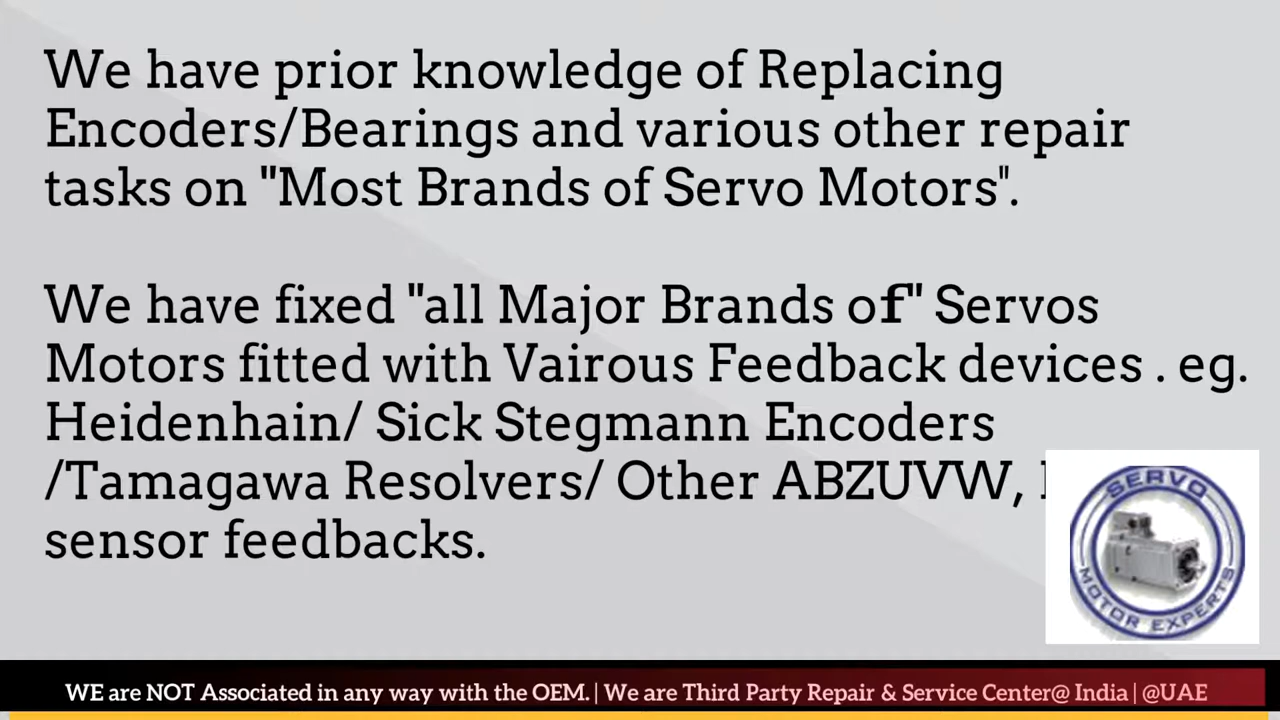 We have prior knowledge of Replacing
Encoders/Bearings and various other repair
tasks on "Most Brands of Servo Motors".
We have fixed "all Major Brands of" Servos
Motors fitted with Vairous Feedback devices . eg.
Heidenhain/ Sick Stegmann Encoders
/Tamagawa Resolvers/ Other ABZUVW,
sensor feedbacks.
SERVO
MOTOR EXPERTS
WE are NOT Associated in any way with the OEM. | We are Third Party Repair & Service Center@ India | @UAE